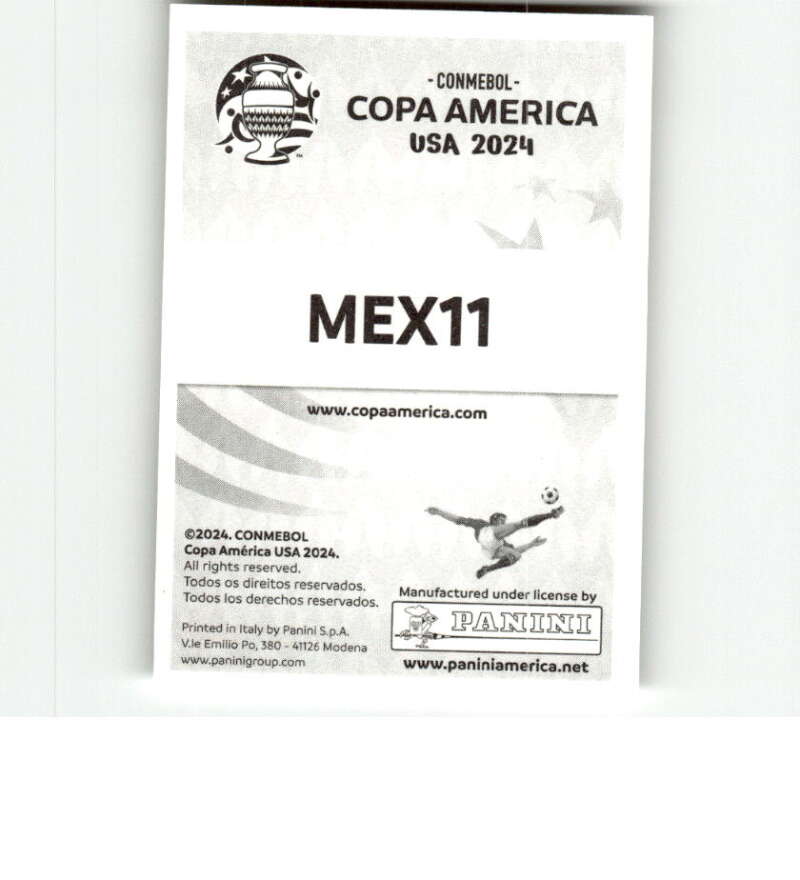 - CONMEBOL -
COPA AMERICA
USA 2024
TM
MEX11
www.copaamerica.com
©2024. CONMEBOL
Copa América USA 2024.
All rights reserved.
Todos os direitos reservados.
Todos los derechos reservados.
Printed in Italy by Panini S.p.A.
V.le Emilio Po, 380 - 41126 Modena
www.paninigroup.com
Manufactured under license by
PANINI
www.paniniamerica.net